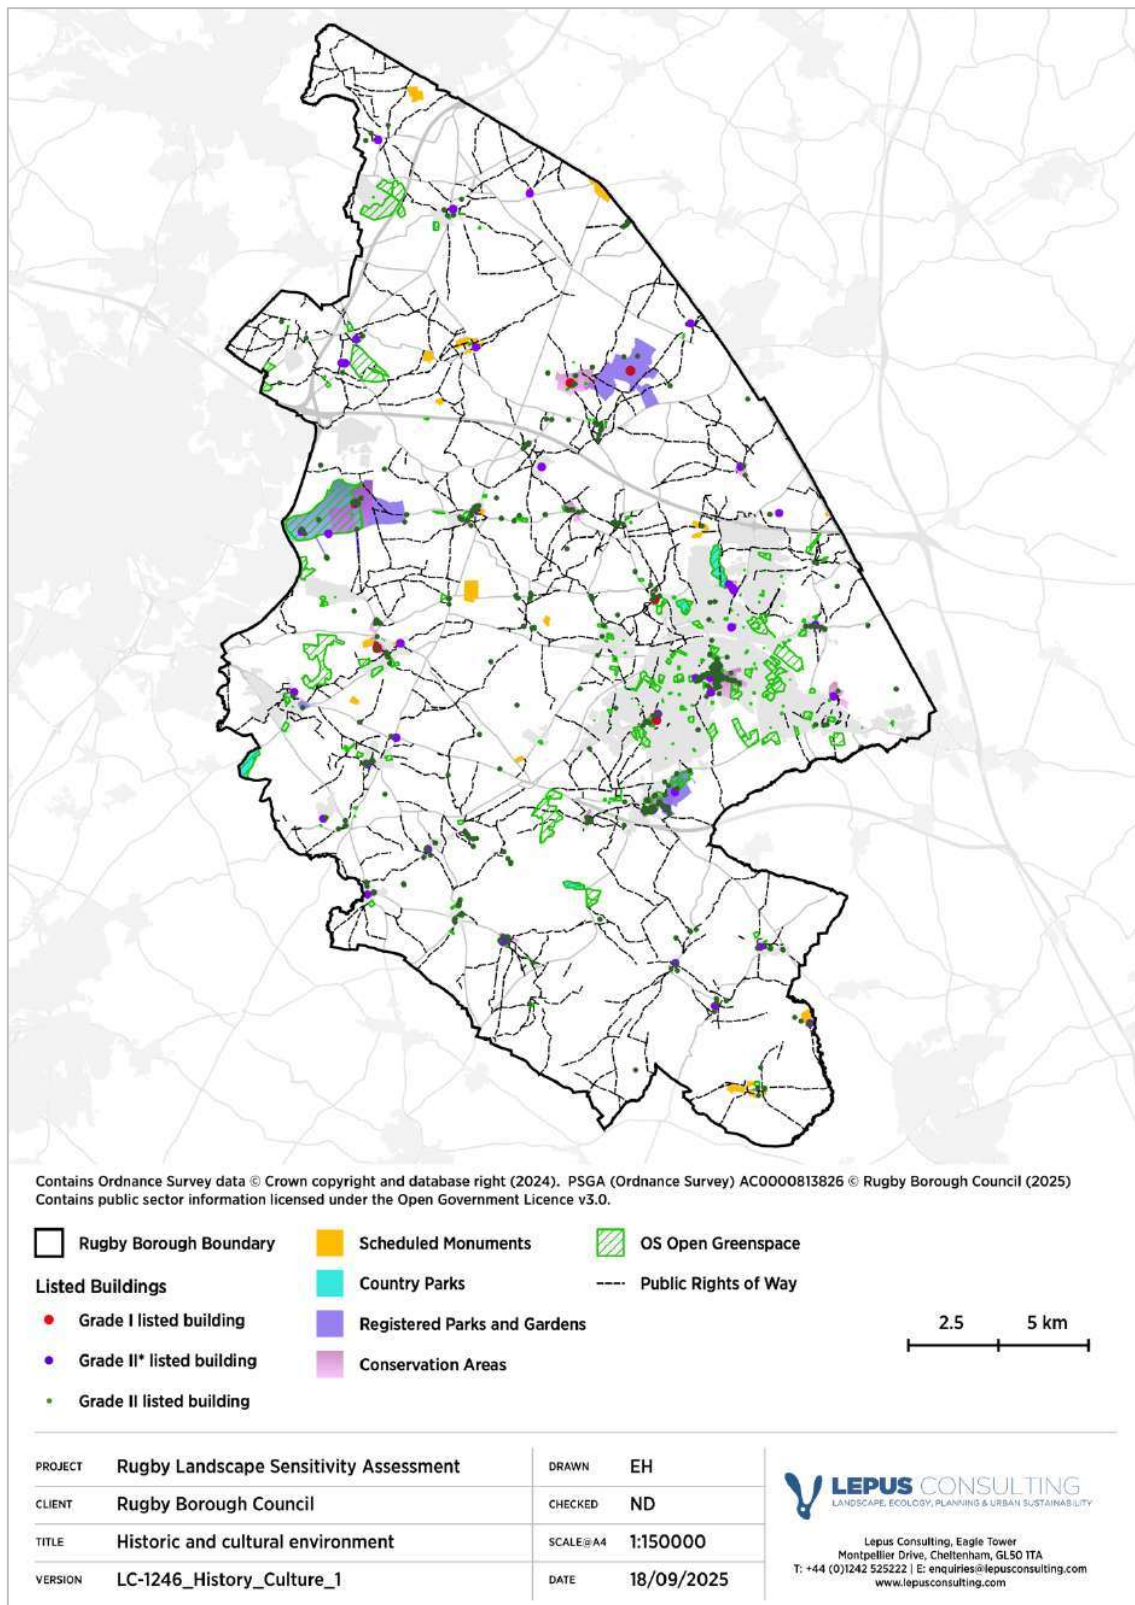 Contains Ordnance Survey data © Crown copyright and database right (2024). PSGA (Ordnance Survey) AC0000813826 © Rugby Borough Council (2025)
Contains public sector information licensed under the Open Government Licence v3.0.
Rugby Borough Boundary
Listed Buildings
Grade I listed building
Grade II* listed building
Grade II listed building
Scheduled Monuments
Country Parks
Registered Parks and Gardens
Conservation Areas
OS Open Greenspace
Public Rights of Way
2.5 5 km
PROJECT Rugby Landscape Sensitivity Assessment
CLIENT Rugby Borough Council
TITLE Historic and cultural environment
VERSION LC-1246_History_Culture_1
DRAWN EH
CHECKED ND
SCALE@A4 1:150000
DATE 18/09/2025
LEPUS CONSULTING
LANDSCAPE, ECOLOGY, PLANNING & URBAN SUSTAINABILITY
Lepus Consulting, Eagle Tower
Montpellier Drive, Cheltenham, GL50 1TA
T: +44 (0)1242 525222 | E: enquiries@lepusconsulting.com
www.lepusconsulting.com